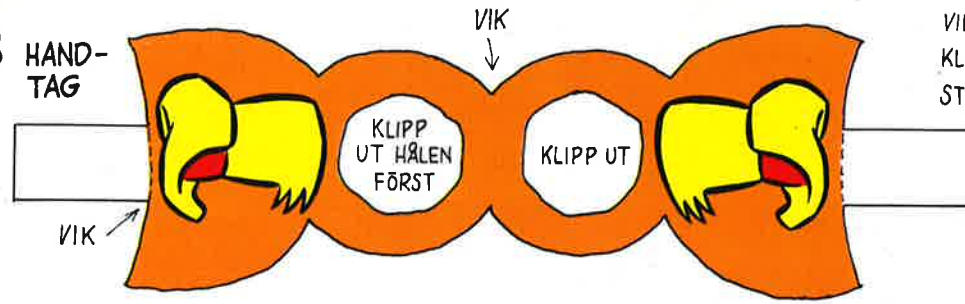 HAND-
TAG
VIK
VIK
KLIPP
UT HÅLEN
FÖRST
KLIPP UT